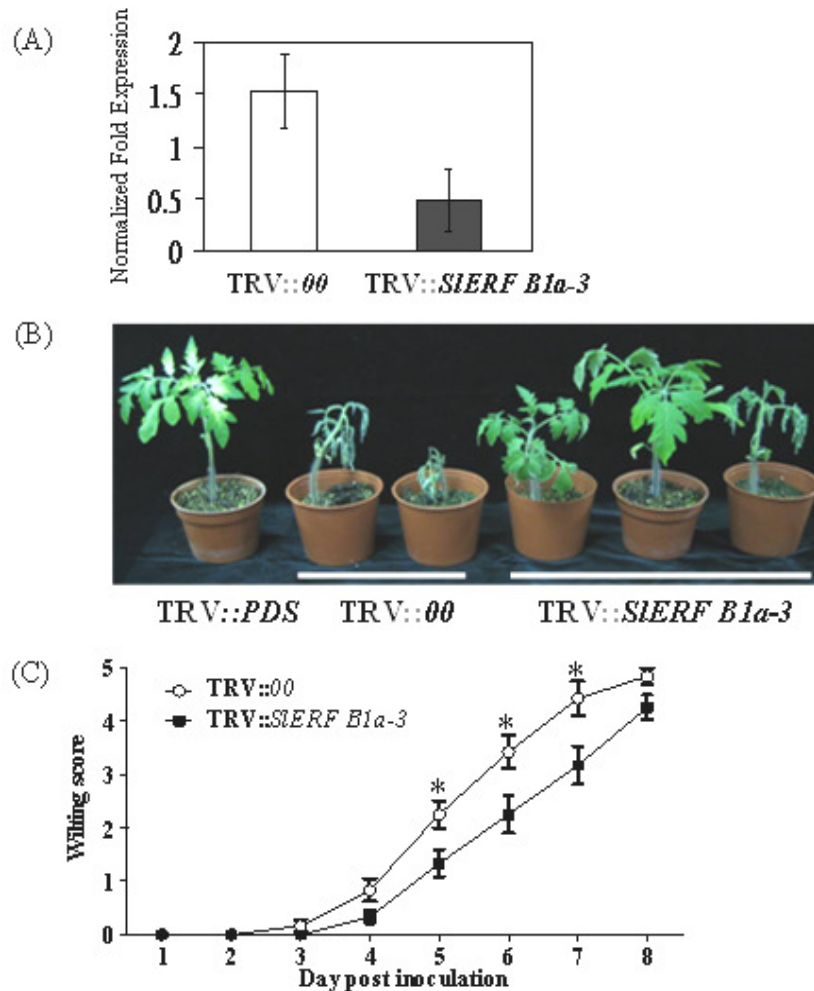 (A)
Normalized Fold Expression
2
1.5
1
0.5
0
TRV::00 TRV::SlERF B1a-3
(B)
TRV::PDS TRV::00 TRV::SlERF B1a-3
(C)
Wilting score
5
4
3
2
1
0
TRV::00
TRV::SlERF B1a-3
* * *
1 2 3 4 5 6 7 8
Day post inoculation